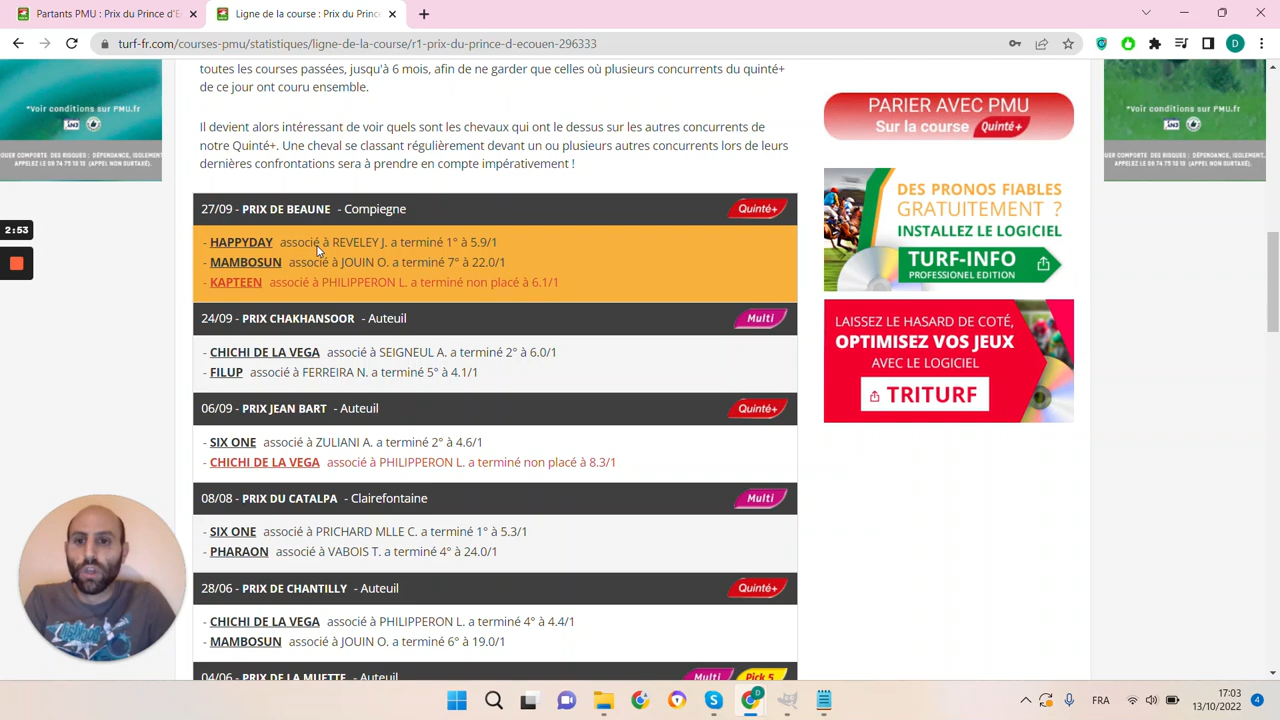 Partants PMU : Prix du Prince d'E
Ligne de la course : Prix du Princ
turf-fr.com/courses-pmu/statistiques/ligne-de-la-course/r1-prix-du-prince-d-ecouen-296333
D
toutes les courses passées, jusqu'à 6 mois, afin de ne garder que celles où plusieurs concurrents du quinté+
de ce jour ont couru ensemble.
Il devient alors intéressant de voir quels sont les chevaux qui ont le dessus sur les autres concurrents de
notre Quinté+. Une cheval se classant régulièrement devant un ou plusieurs autres concurrents lors de leurs
dernières confrontations sera à prendre en compte impérativement !
27/09 - PRIX DE BEAUNE - Compiegne Quinté+
- HAPPYDAY associé à REVELEY J. a terminé 1° à 5.9/1
- MAMBOSUN associé à JOUIN O. a terminé 7° à 22.0/1
- KAPTEEN associé à PHILIPPERON L. a terminé non placé à 6.1/1
24/09 - PRIX CHAKHANSOOR - Auteuil Multi
- CHICHI DE LA VEGA associé à SEIGNEUL A. a terminé 2° à 6.0/1
- FILUP associé à FERREIRA N. a terminé 5° à 4.1/1
06/09 - PRIX JEAN BART - Auteuil Quinté+
- SIX ONE associé à ZULIANI A. a terminé 2° à 4.6/1
- CHICHI DE LA VEGA associé à PHILIPPERON L. a terminé non placé à 8.3/1
08/08 - PRIX DU CATALPA - Clairefontaine Multi
- SIX ONE associé à PRICHARD MLLE C. a terminé 1° à 5.3/1
- PHARAON associé à VABOIS T. a terminé 4° à 24.0/1
28/06 - PRIX DE CHANTILLY - Auteuil Quinté+
- CHICHI DE LA VEGA associé à PHILIPPERON L. a terminé 4° à 4.4/1
- MAMBOSUN associé à JOUIN O. a terminé 6° à 19.0/1
04/06 - PRIX DE LA MUETTE - Auteuil Multi Pick 5
PARIER AVEC PMU
Sur la course Quinté+
DES PRONOS FIABLES
GRATUITEMENT ?
INSTALLEZ LE LOGICIEL
TURF-INFO
PROFESSIONEL EDITION
LAISSEZ LE HASARD DE COTÉ,
OPTIMISEZ VOS JEUX
AVEC LE LOGICIEL
TRITURF
*Voir conditions sur PMU.fr
*Voir conditions sur PMU.fr
2:53
FRA
17:03
13/10/2022
4